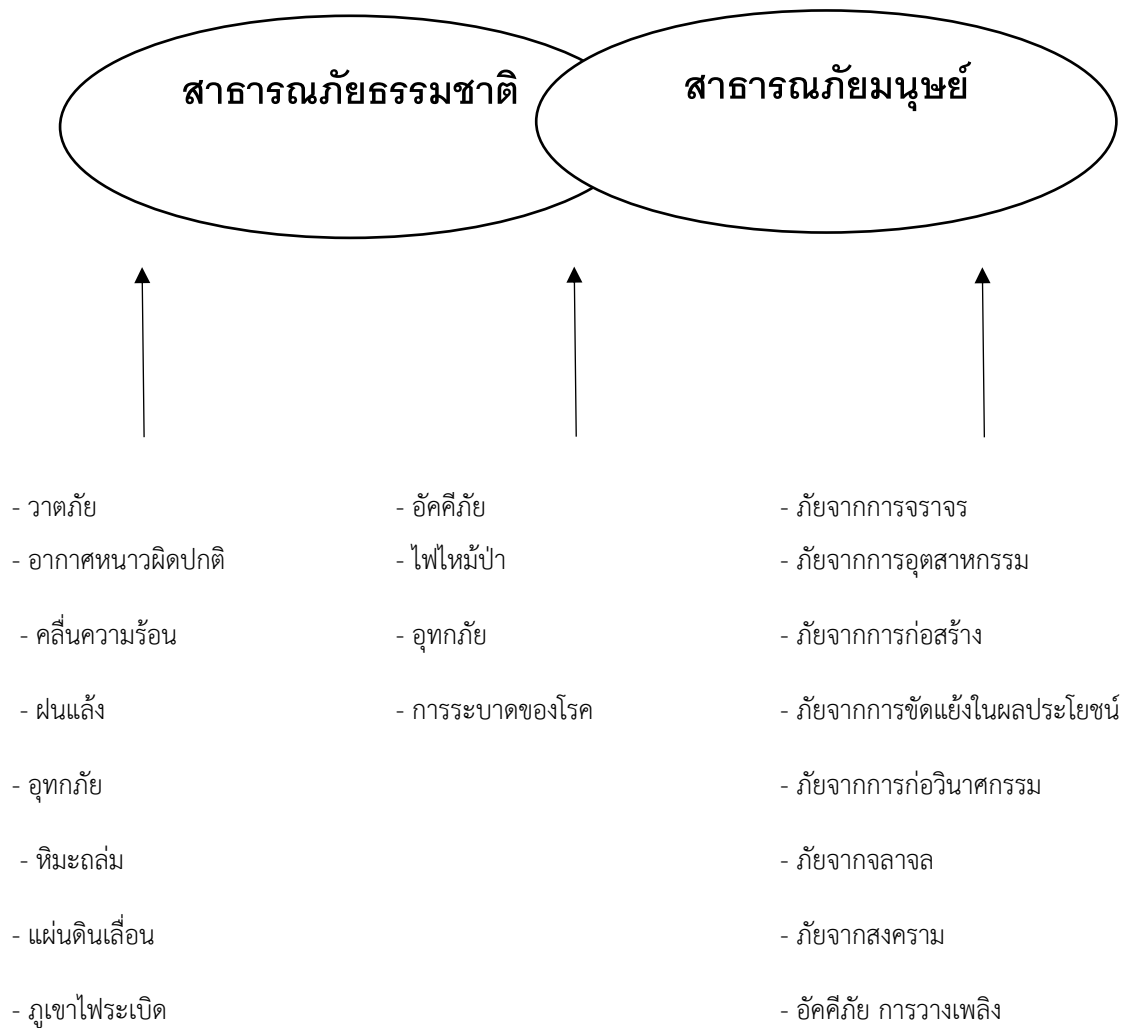 สาธารณภัยธรรมชาติ
สาธารณภัยมนุษย์
- วาตภัย
- อากาศหนาวผิดปกติ
- คลื่นความร้อน
- ฝนแล้ง
- อุทกภัย
- หิมะถล่ม
- แผ่นดินเลื่อน
- ภูเขาไฟระเบิด
- อัคคีภัย
- ไฟไหม้ป่า
- อุทกภัย
- การระบาดของโรค
- ภัยจากการจราจร
- ภัยจากการอุตสาหกรรม
- ภัยจากการก่อสร้าง
- ภัยจากการขัดแย้งในผลประโยชน์
- ภัยจากการก่อวินาศกรรม
- ภัยจากจลาจล
- ภัยจากสงคราม
- อัคคีภัย การวางเพลิง